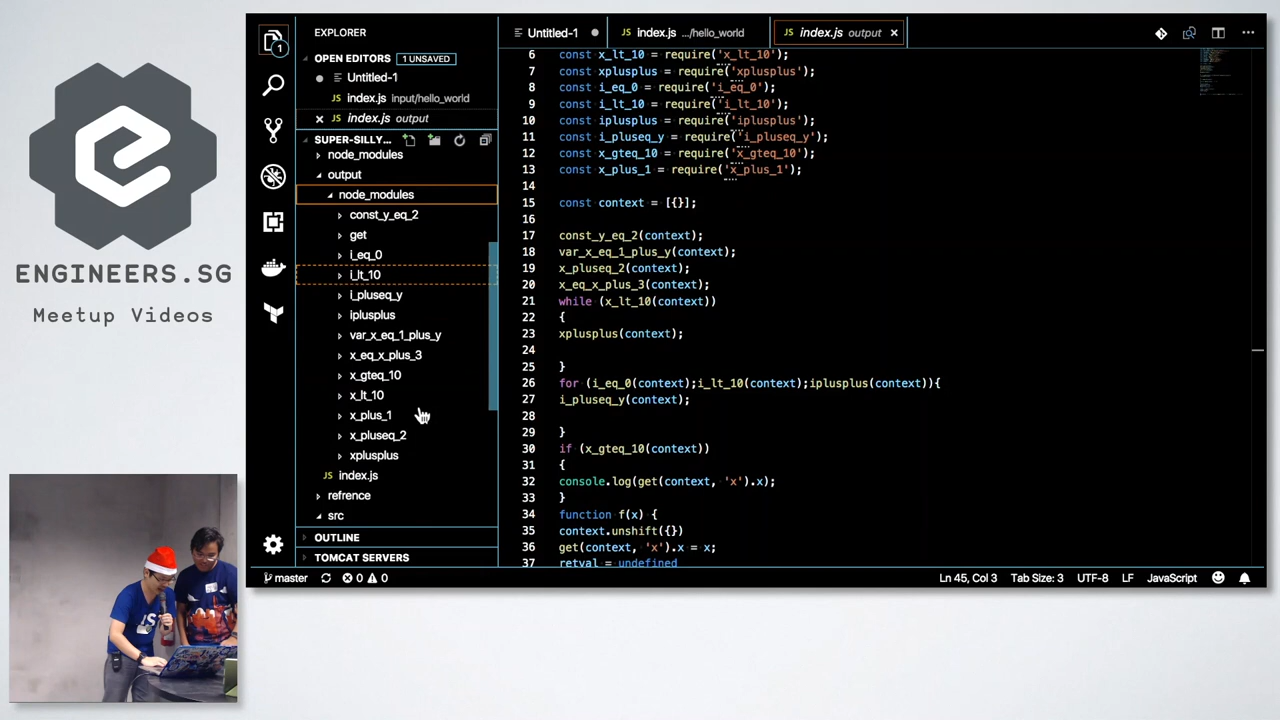 ENGINEERS.SG
Meetup Videos
EXPLORER
OPEN EDITORS 1 UNSAVED
Untitled-1
index.js input/hello_world
index.js output
SUPER-SILLY...
node_modules
output
node_modules
const_y_eq_2
get
i_eq_0
i_lt_10
i_pluseq_y
iplusplus
var_x_eq_1_plus_y
x_eq_x_plus_3
x_gteq_10
x_lt_10
x_plus_1
x_pluseq_2
xplusplus
JS index.js
refrence
src
OUTLINE
TOMCAT SERVERS
1
Untitled-1
JS index.js .../hello_world
JS index.js output
6 const x_lt_10 = require('x_lt_10');
7 const xplusplus = require('xplusplus');
8 const i_eq_0 = require('i_eq_0');
9 const i_lt_10 = require('i_lt_10');
10 const iplusplus = require('iplusplus');
11 const i_pluseq_y = require('i_pluseq_y');
12 const x_gteq_10 = require('x_gteq_10');
13 const x_plus_1 = require('x_plus_1');
14
15 const context = [{}];
16
17 const_y_eq_2(context);
18 var_x_eq_1_plus_y(context);
19 x_pluseq_2(context);
20 x_eq_x_plus_3(context);
21 while (x_lt_10(context))
22 {
23 xplusplus(context);
24
25 }
26 for (i_eq_0(context);i_lt_10(context);iplusplus(context)){
27 i_pluseq_y(context);
28
29 }
30 if (x_gteq_10(context))
31 {
32 console.log(get(context, 'x').x);
33 }
34 function f(x) {
35 context.unshift({})
36 get(context, 'x').x = x;
37 retval = undefined
master 0 0
Ln 45, Col 3 Tab Size: 3 UTF-8 LF JavaScript